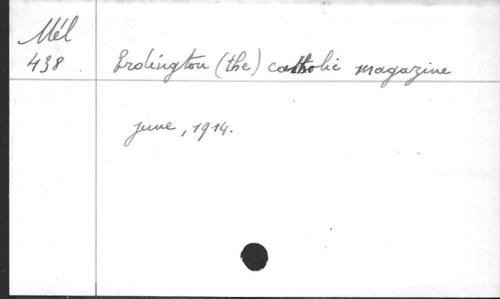 Mél
438 Erdington (the) catholic magazine
june, 1914.